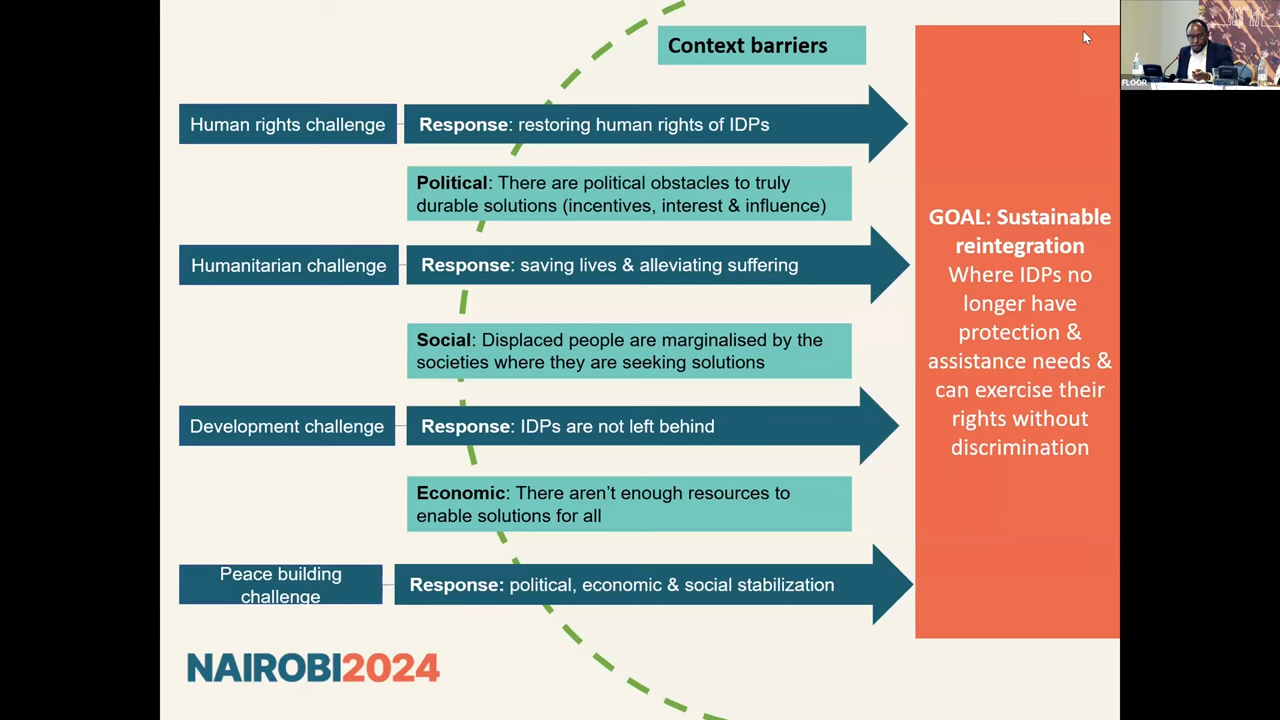 Context barriers
Human rights challenge
Response: restoring human rights of IDPs
Political: There are political obstacles to truly
durable solutions (incentives, interest & influence)
Humanitarian challenge
Response: saving lives & alleviating suffering
Social: Displaced people are marginalised by the
societies where they are seeking solutions
Development challenge
Response: IDPs are not left behind
Economic: There aren't enough resources to
enable solutions for all
Peace building
challenge
Response: political, economic & social stabilization
GOAL: Sustainable
reintegration
Where IDPs no
longer have
protection &
assistance needs &
can exercise their
rights without
discrimination
NAIROBI2024
FLOOR